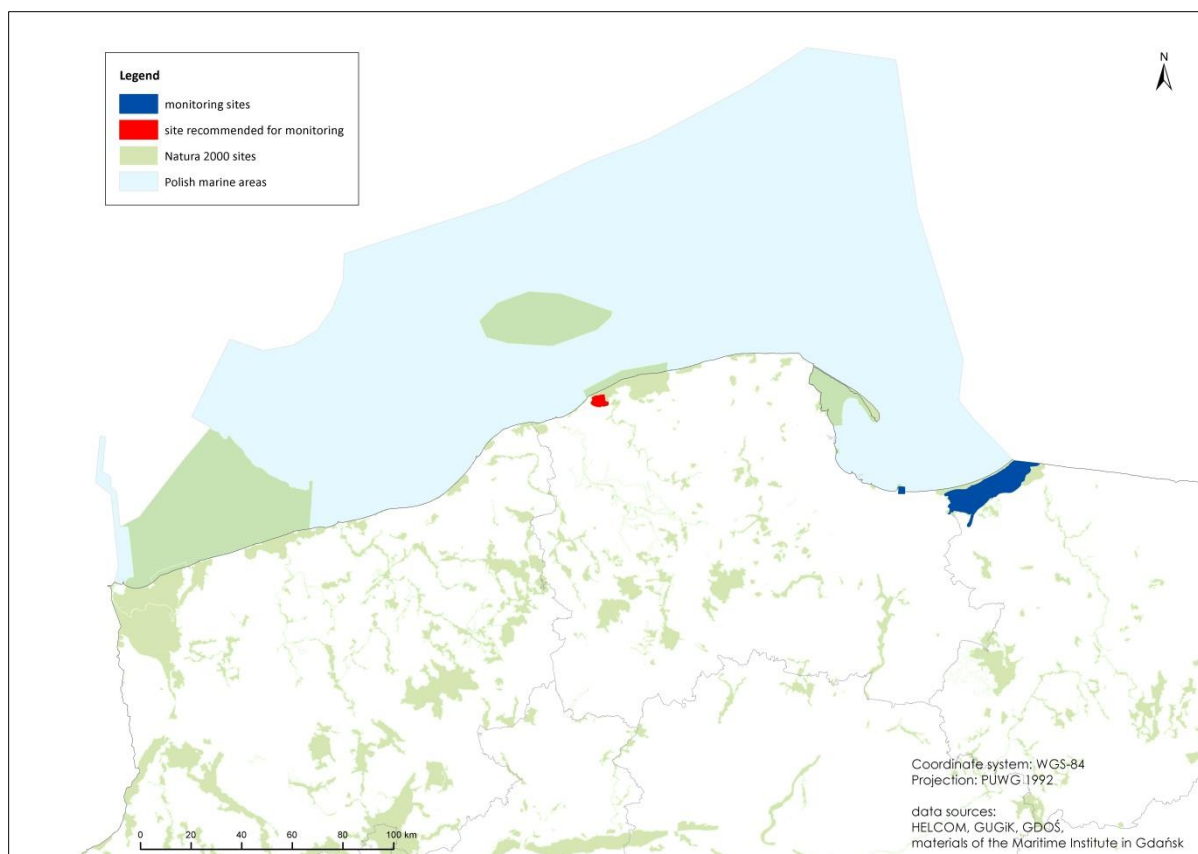 N
Legend
monitoring sites
site recommended for monitoring
Natura 2000 sites
Polish marine areas
Coordinate system: WGS-84
Projection: PUWG 1992
data sources:
HELCOM, GUGiK, GDOŚ,
materials of the Maritime Institute in Gdańsk
0 20 40 60 80 100 km